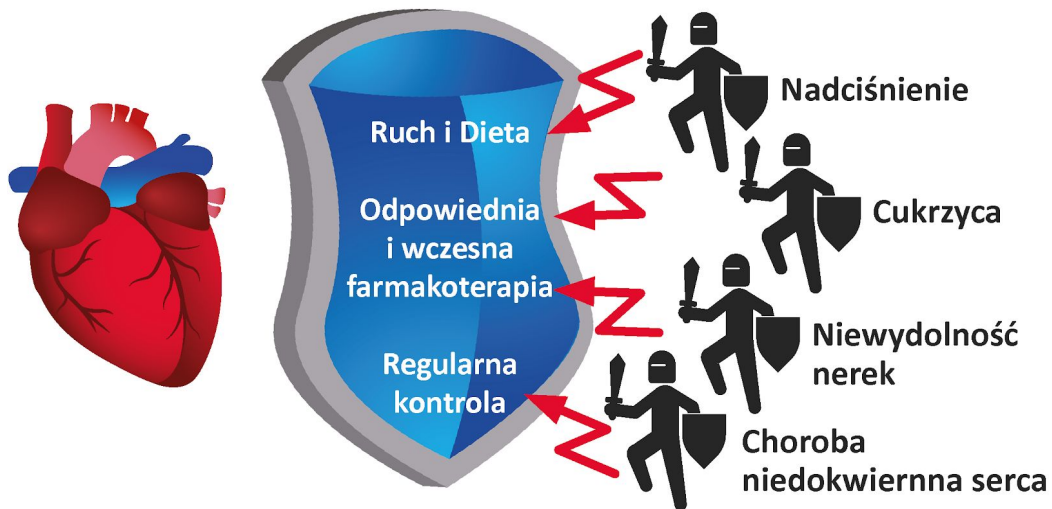 Ruch i Dieta
Odpowiednia
i wczesna
farmakoterapia
Regularna
kontrola
Nadciśnienie
Cukrzyca
Niewydolność
nerek
Choroba
niedokwiernna serca